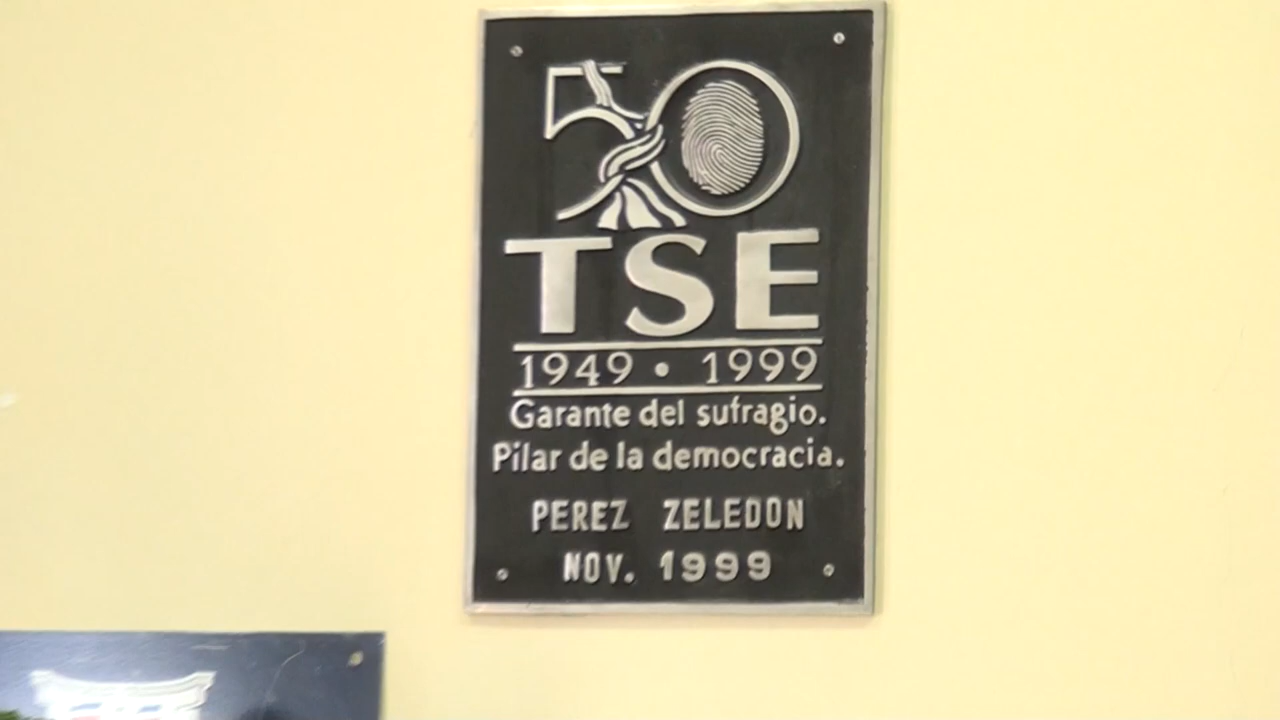 50
TSE
1949 • 1999
Garante del sufragio.
Pilar de la democracia.
PEREZ ZELEDON
NOV. 1999